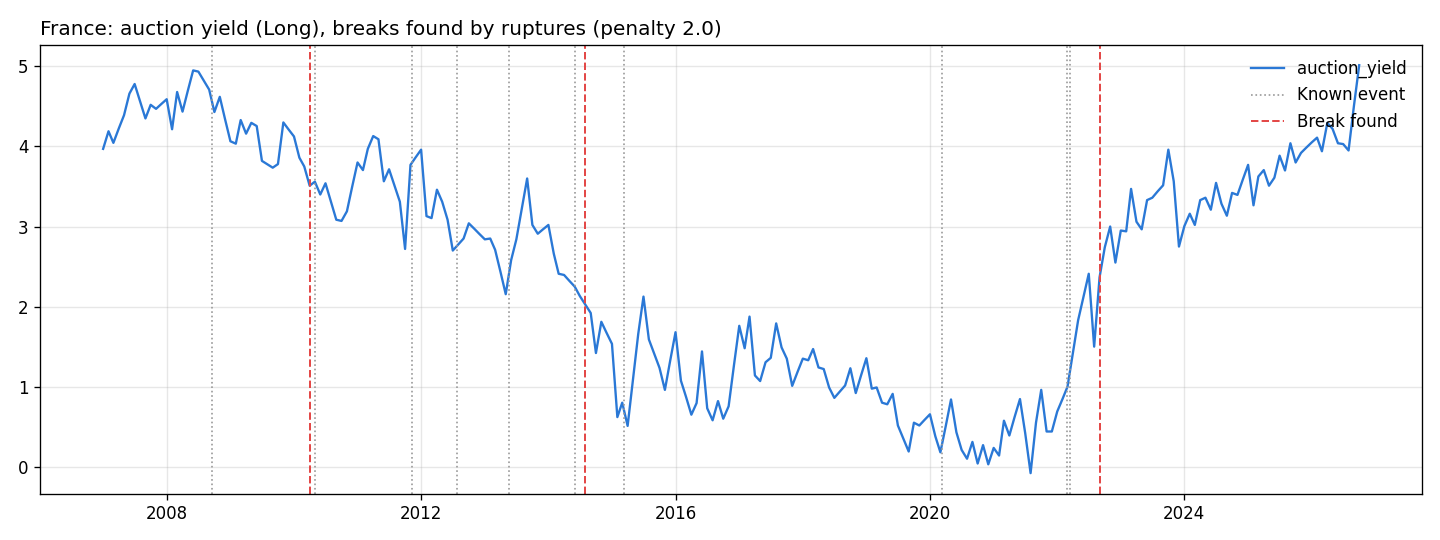 France: auction yield (Long), breaks found by ruptures (penalty 2.0)
auction_yield
Known event
Break found
5
4
3
2
1
0
2008
2012
2016
2020
2024